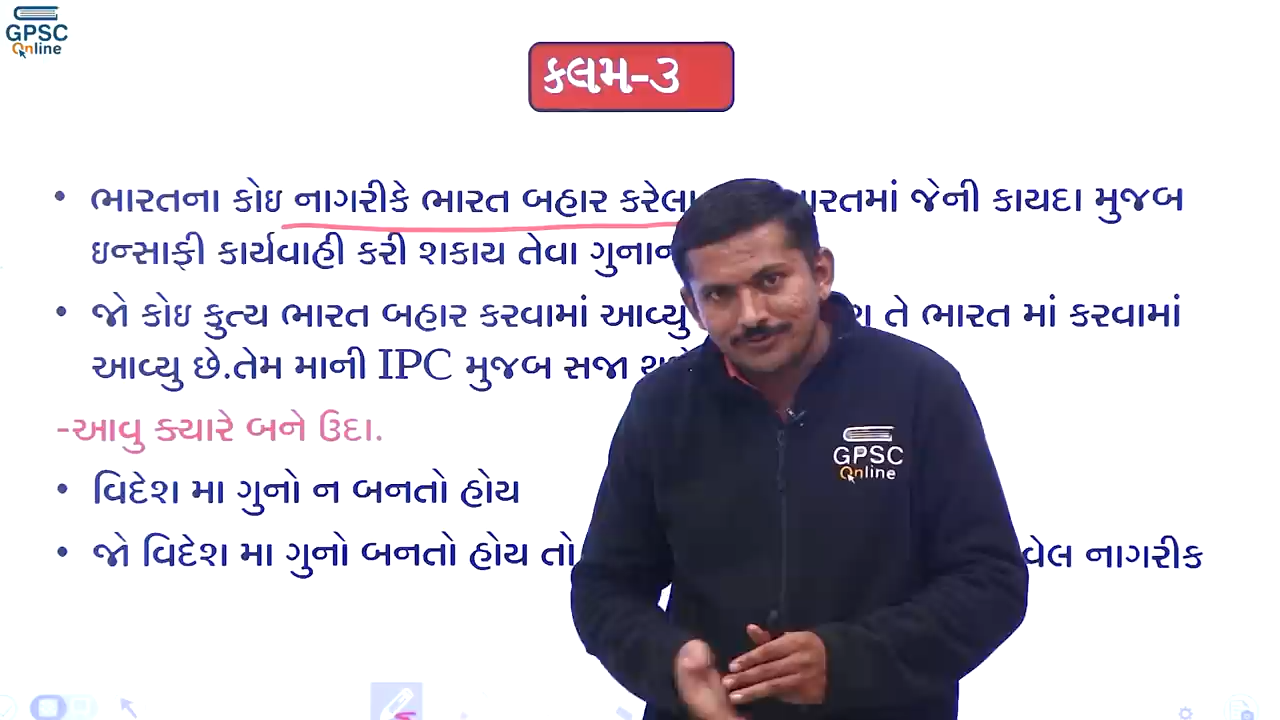 GPSC
Online
કલમ-૩
• ભારતના કોઇ નાગરીકે ભારત બહાર કરેલા જેની કાયદા મુજબ
ઇન્સાફી કાર્યવાહી કરી શકાય તેવા
• જો કોઇ કુત્ય ભારત બહાર કરવામાં આવ્યુ તે ભારત માં કરવામાં
આવ્યુ છે.તેમ માની IPC મુજબ સજા
-આવુ ક્યારે બને ઉદા.
• વિદેશ મા ગુનો ન બનતો હોય
• જો વિદેશ મા ગુનો બનતો હોય તો નાગરીક
GPSC
Online